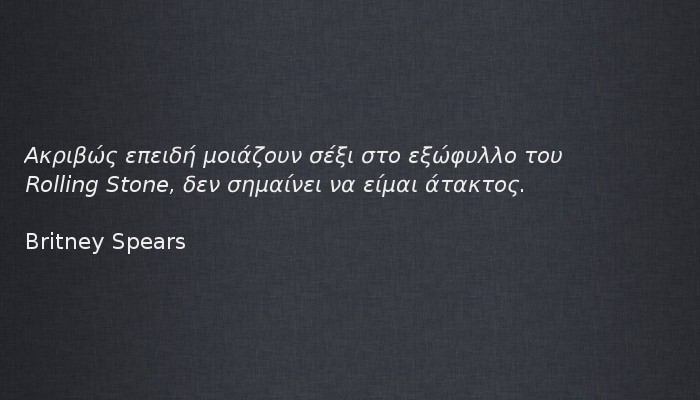 Ακριβώς επειδή μοιάζουν σέξι στο εξώφυλλο του
Rolling Stone, δεν σημαίνει να είμαι άτακτος.
Britney Spears